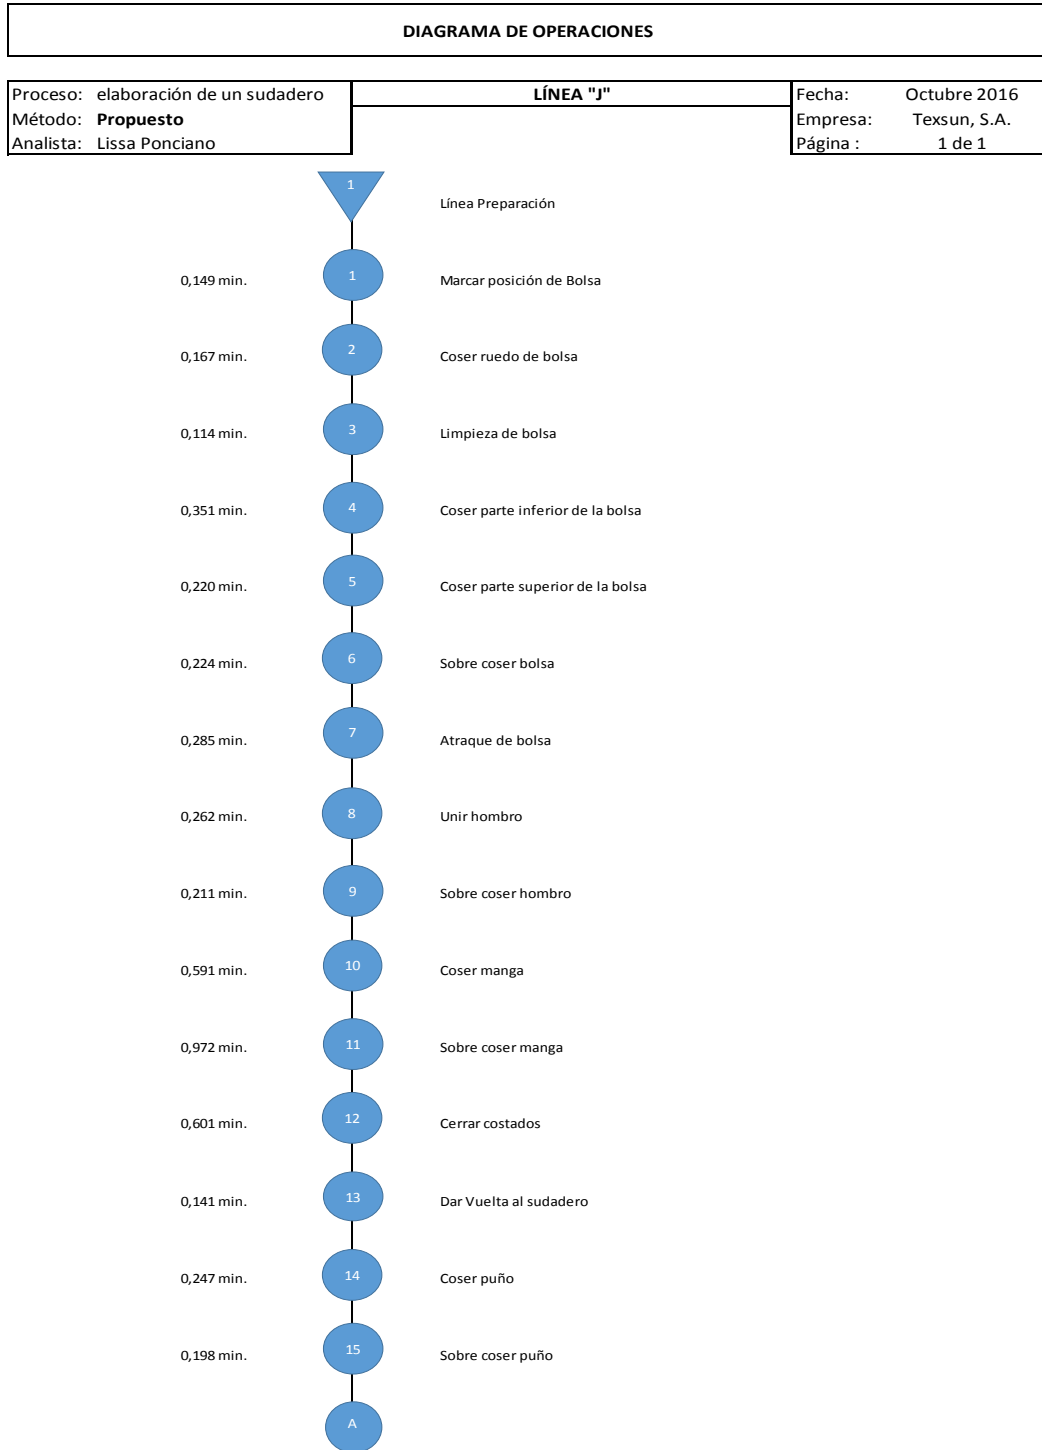 DIAGRAMA DE OPERACIONES
Proceso: elaboración de un sudadero LÍNEA "J" Fecha: Octubre 2016
Método: Propuesto Empresa: Texsun, S.A.
Analista: Lissa Ponciano Página : 1 de 1
1 Línea Preparación
0,149 min. 1 Marcar posición de Bolsa
0,167 min. 2 Coser ruedo de bolsa
0,114 min. 3 Limpieza de bolsa
0,351 min. 4 Coser parte inferior de la bolsa
0,220 min. 5 Coser parte superior de la bolsa
0,224 min. 6 Sobre coser bolsa
0,285 min. 7 Atraque de bolsa
0,262 min. 8 Unir hombro
0,211 min. 9 Sobre coser hombro
0,591 min. 10 Coser manga
0,972 min. 11 Sobre coser manga
0,601 min. 12 Cerrar costados
0,141 min. 13 Dar Vuelta al sudadero
0,247 min. 14 Coser puño
0,198 min. 15 Sobre coser puño
A